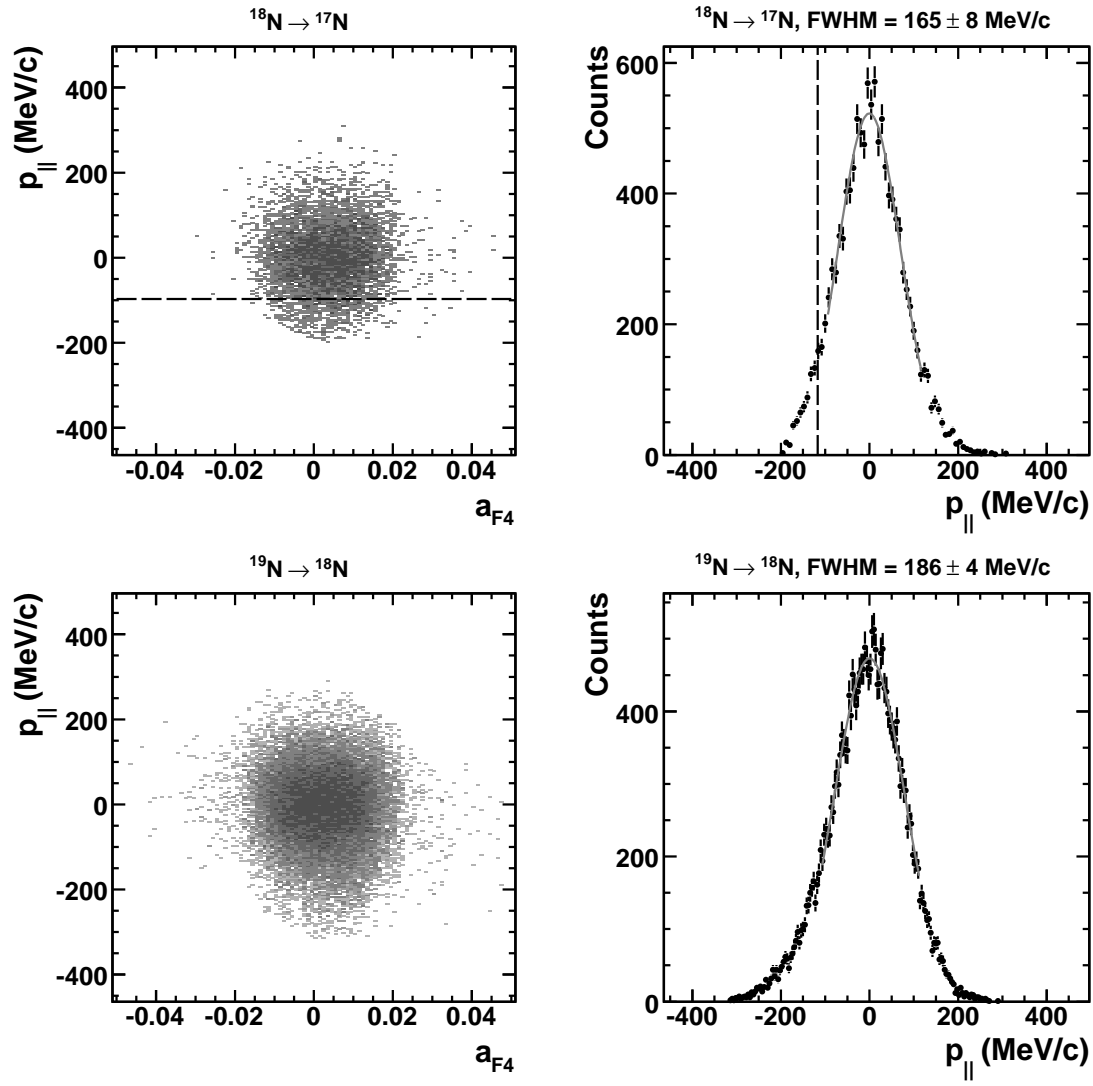 ¹⁸N → ¹⁷N
p|| (MeV/c)
400
200
0
-200
-400
-0.04 -0.02 0 0.02 0.04
a_F4
¹⁸N → ¹⁷N, FWHM = 165 ± 8 MeV/c
Counts
600
400
200
0
-400 -200 0 200 400
p|| (MeV/c)
¹⁹N → ¹⁸N
p|| (MeV/c)
400
200
0
-200
-400
-0.04 -0.02 0 0.02 0.04
a_F4
¹⁹N → ¹⁸N, FWHM = 186 ± 4 MeV/c
Counts
400
200
0
-400 -200 0 200 400
p|| (MeV/c)